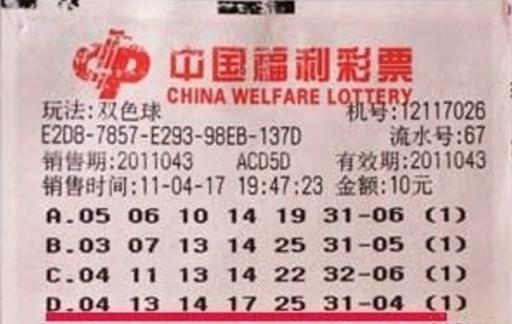 中国福利彩票
CHINA WELFARE LOTTERY
玩法:双色球 机号:12117026
E2D8-7857-E293-98EB-137D 流水号:67
销售期:2011043 ACD5D 有效期:2011043
销售时间:11-04-17 19:47:23 金额:10元
A.05 06 10 14 19 31-06 (1)
B.03 07 13 14 25 31-05 (1)
C.04 11 13 14 22 32-06 (1)
D.04 13 14 17 25 31-04 (1)